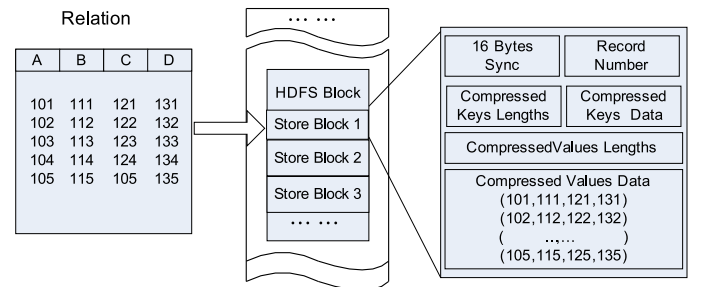 Relation
A B C D
101 111 121 131
102 112 122 132
103 113 123 133
104 114 124 134
105 115 105 135
... ...
HDFS Block
Store Block 1
Store Block 2
Store Block 3
... ...
16 Bytes
Sync
Record
Number
Compressed
Keys Lengths
Compressed
Keys Data
CompressedValues Lengths
Compressed Values Data
(101,111,121,131)
(102,112,122,132)
( ..,... )
(105,115,125,135)